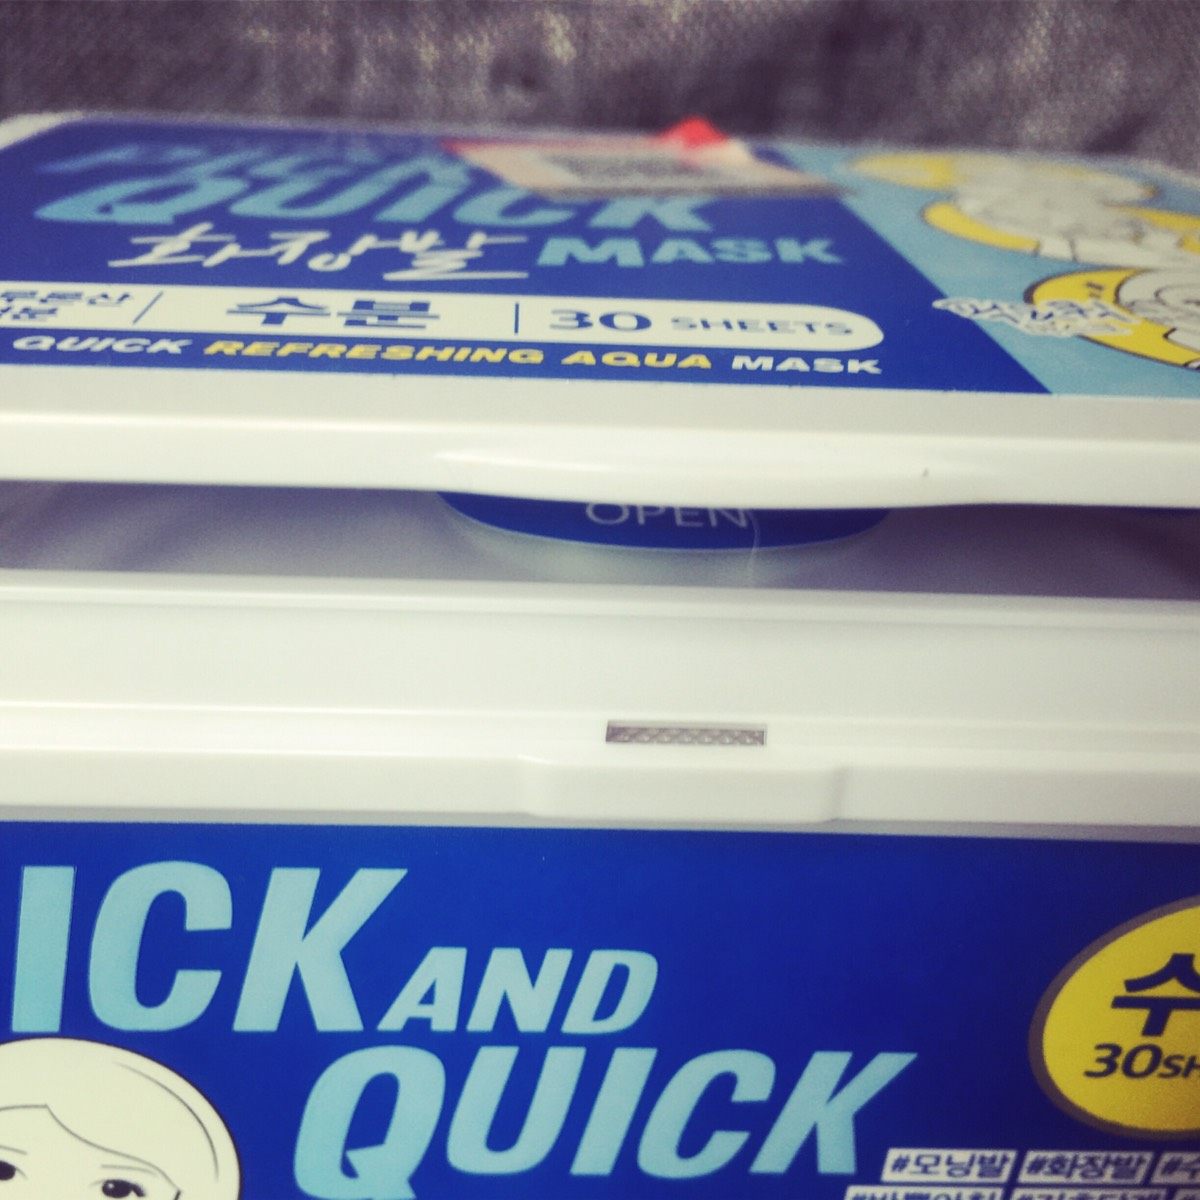 QUICK
화장발 MASK
수분 30 SHEETS
QUICK REFRESHING AQUA MASK
OPEN
ICK AND
QUICK
수
30SH
#모닝발 #화장발 #수